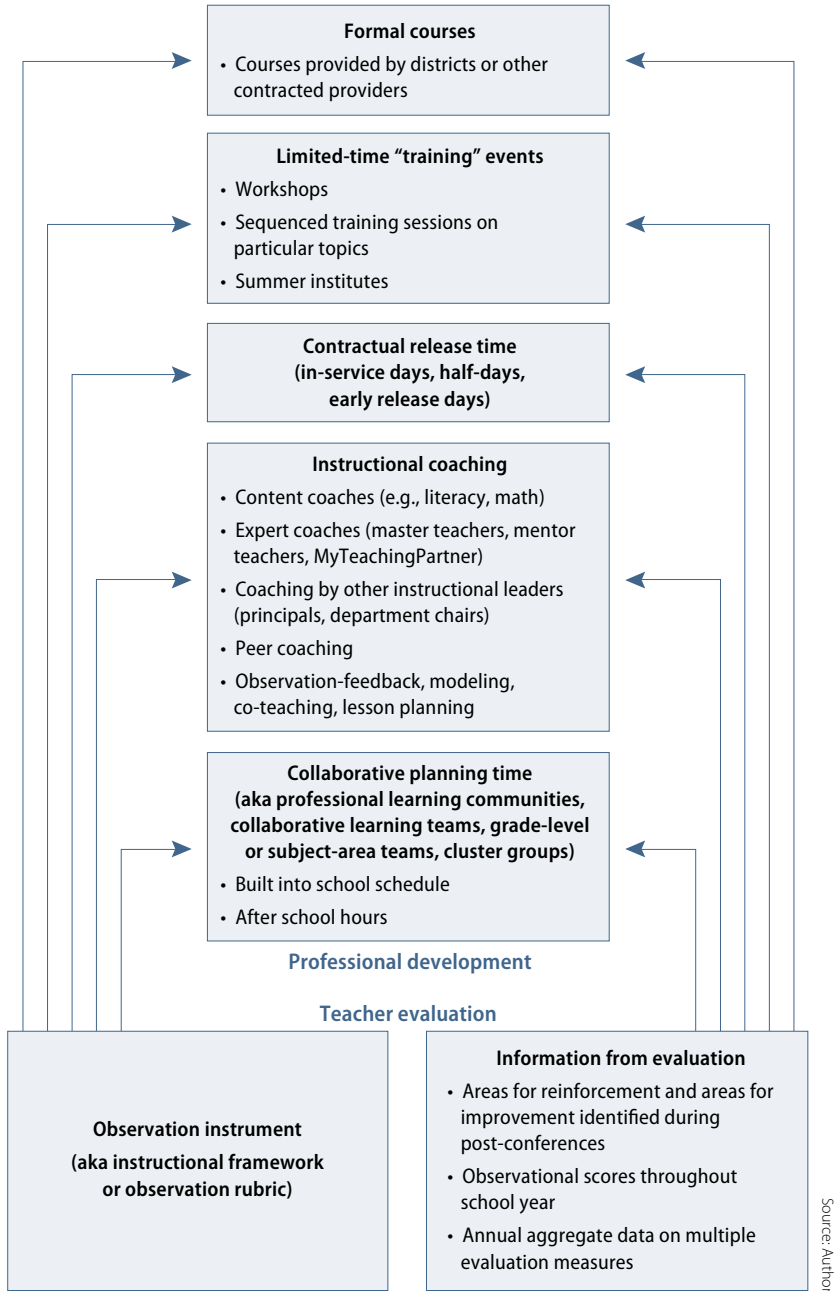 Formal courses
• Courses provided by districts or other
contracted providers
Limited-time “training” events
• Workshops
• Sequenced training sessions on
particular topics
• Summer institutes
Contractual release time
(in-service days, half-days,
early release days)
Instructional coaching
• Content coaches (e.g., literacy, math)
• Expert coaches (master teachers, mentor
teachers, MyTeachingPartner)
• Coaching by other instructional leaders
(principals, department chairs)
• Peer coaching
• Observation-feedback, modeling,
co-teaching, lesson planning
Collaborative planning time
(aka professional learning communities,
collaborative learning teams, grade-level
or subject-area teams, cluster groups)
• Built into school schedule
• After school hours
Professional development
Teacher evaluation
Observation instrument
(aka instructional framework
or observation rubric)
Information from evaluation
• Areas for reinforcement and areas for
improvement identified during
post-conferences
• Observational scores throughout
school year
• Annual aggregate data on multiple
evaluation measures
Source: Author